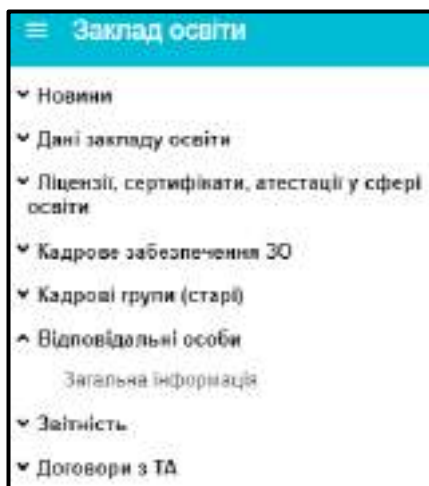 Заклад освіти
Новини
Дані закладу освіти
Ліцензії, сертифікати, атестації у сфері
освіти
Кадрове забезпечення ЗО
Кадрові групи (старі)
Відповідальні особи
Загальна інформація
Звітність
Договори з ТА